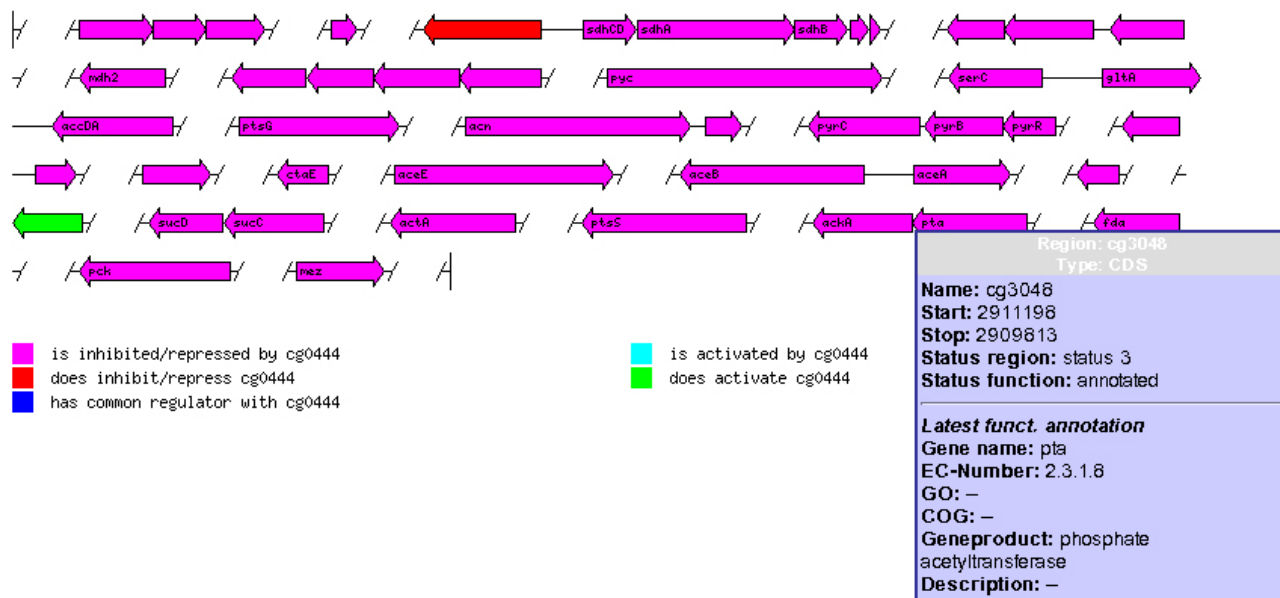 sdhCD sdhA sdhB
mdh2 pyc serC gltA
accDA ptsG acn pyrC pyrB pyrR
ctaE aceE aceB aceA
sucD sucC actA ptsS ackA pta fda
pck mez
is inhibited/repressed by cg0444
does inhibit/repress cg0444
has common regulator with cg0444
is activated by cg0444
does activate cg0444
Region: cg3048
Type: CDS
Name: cg3048
Start: 2911198
Stop: 2909813
Status region: status 3
Status function: annotated
Latest funct. annotation
Gene name: pta
EC-Number: 2.3.1.8
GO: –
COG: –
Geneproduct: phosphate
acetyltransferase
Description: –